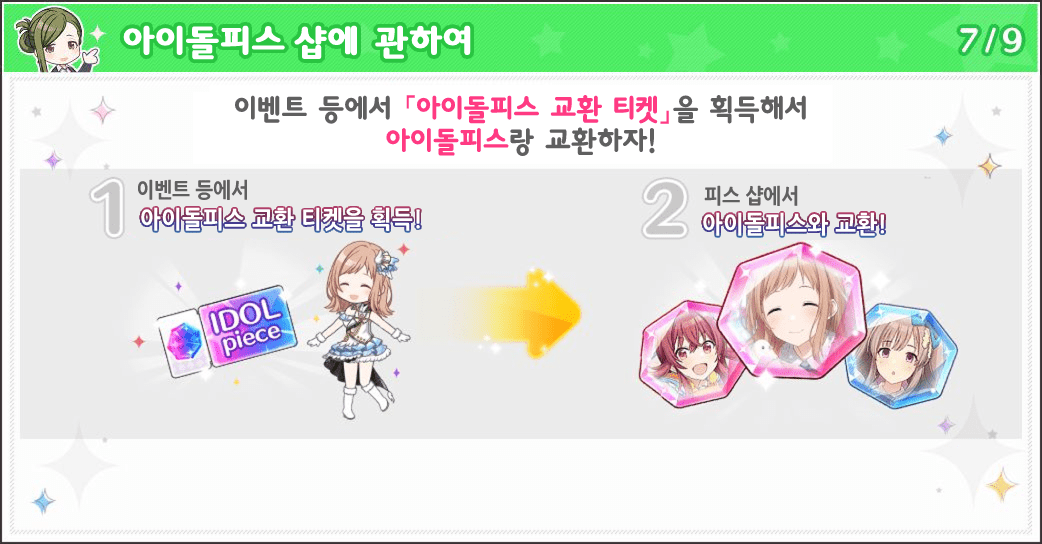 아이돌피스 샵에 관하여
7/9
이벤트 등에서 「아이돌피스 교환 티켓」을 획득해서
아이돌피스랑 교환하자!
1 이벤트 등에서
아이돌피스 교환 티켓을 획득!
IDOL
piece
2 피스 샵에서
아이돌피스와 교환!